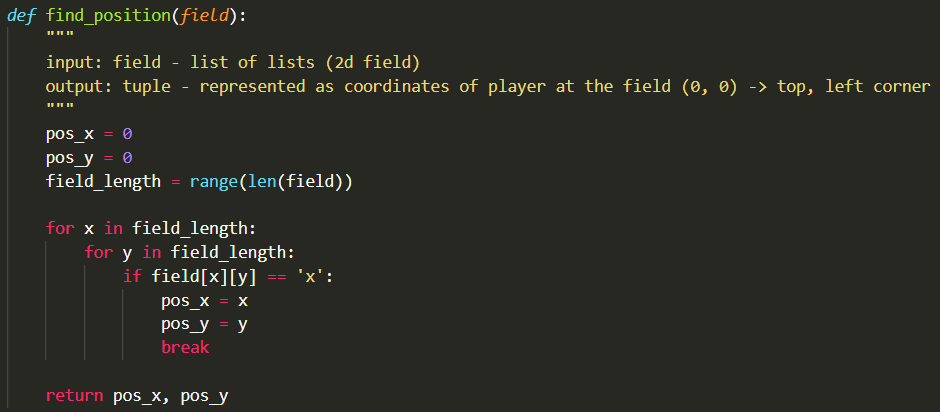 def find_position(field):
    """
    input: field - list of lists (2d field)
    output: tuple - represented as coordinates of player at the field (0, 0) -> top, left corner
    """
    pos_x = 0
    pos_y = 0
    field_length = range(len(field))

    for x in field_length:
        for y in field_length:
            if field[x][y] == 'x':
                pos_x = x
                pos_y = y
                break

    return pos_x, pos_y